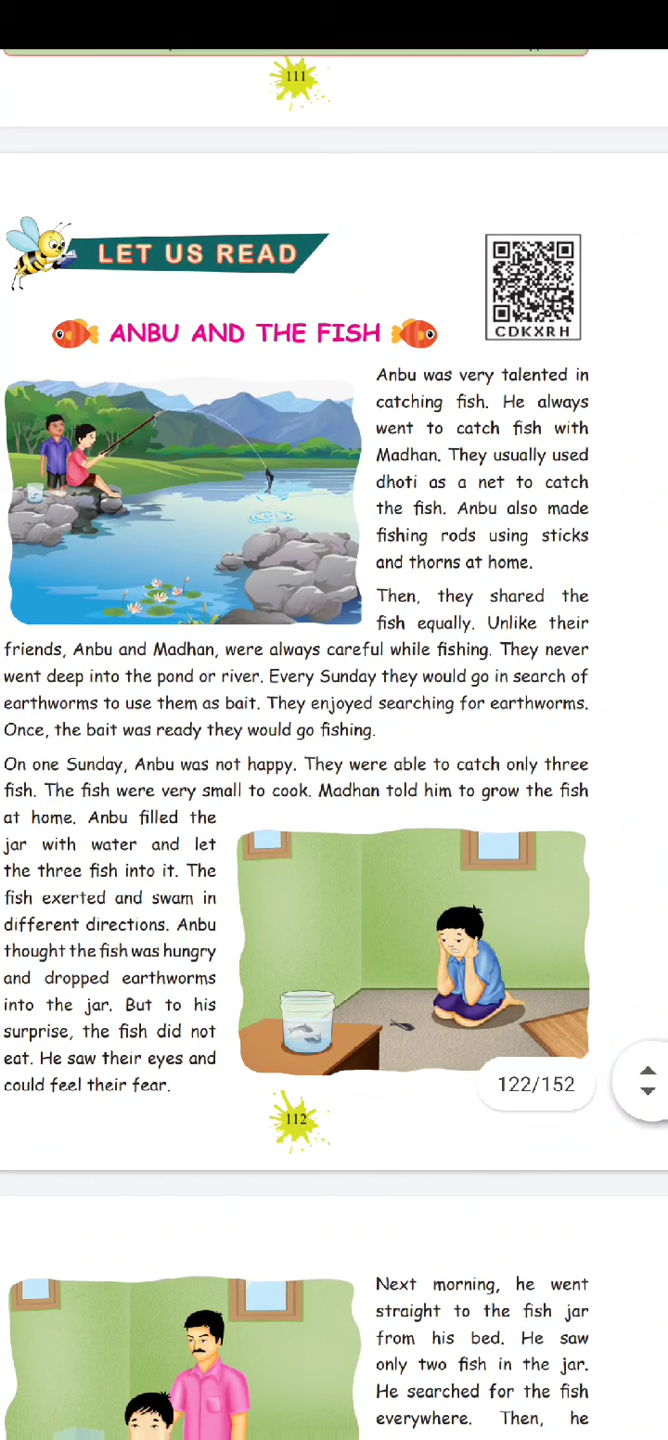 111
LET US READ
CDKXRH
ANBU AND THE FISH
Anbu was very talented in
catching fish. He always
went to catch fish with
Madhan. They usually used
dhoti as a net to catch
the fish. Anbu also made
fishing rods using sticks
and thorns at home.
Then, they shared the
fish equally. Unlike their
friends, Anbu and Madhan, were always careful while fishing. They never
went deep into the pond or river. Every Sunday they would go in search of
earthworms to use them as bait. They enjoyed searching for earthworms.
Once, the bait was ready they would go fishing.
On one Sunday, Anbu was not happy. They were able to catch only three
fish. The fish were very small to cook. Madhan told him to grow the fish
at home. Anbu filled the
jar with water and let
the three fish into it. The
fish exerted and swam in
different directions. Anbu
thought the fish was hungry
and dropped earthworms
into the jar. But to his
surprise, the fish did not
eat. He saw their eyes and
could feel their fear.
122/152
112
Next morning, he went
straight to the fish jar
from his bed. He saw
only two fish in the jar.
He searched for the fish
everywhere. Then, he